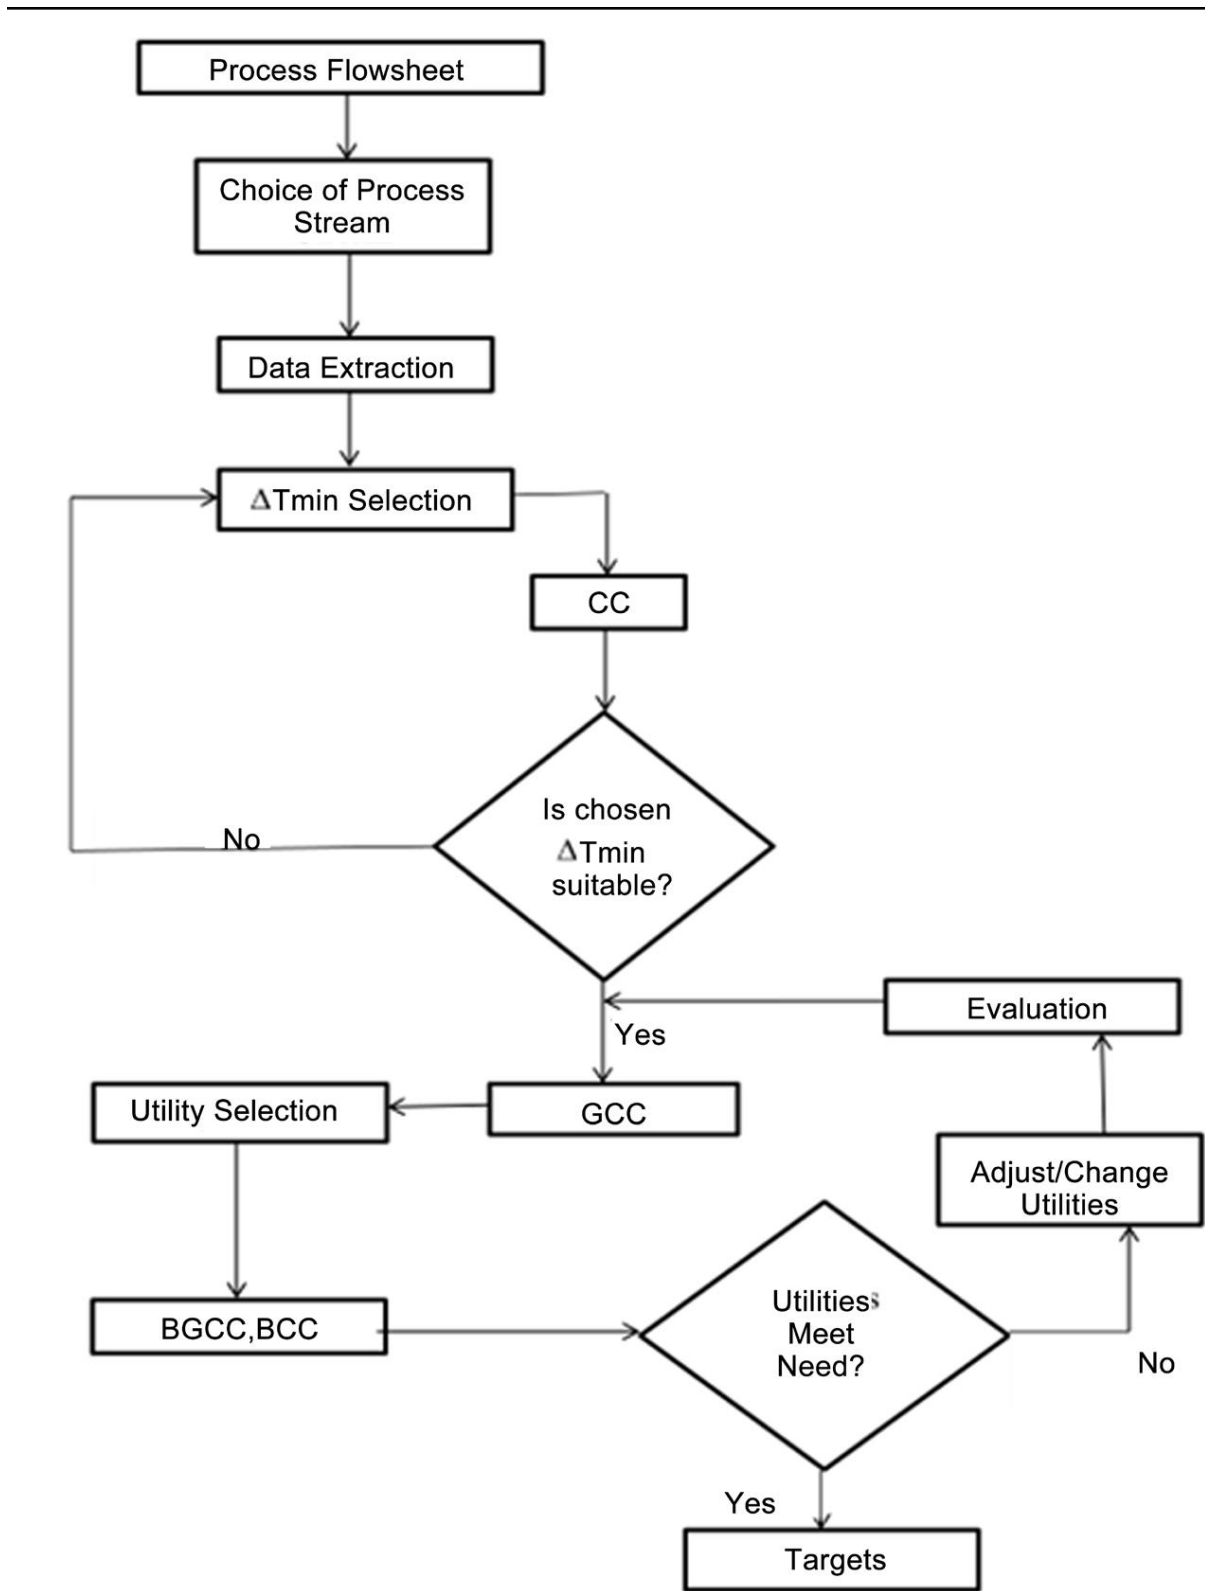 Process Flowsheet
Choice of Process
Stream
Data Extraction
ΔTmin Selection
CC
Is chosen
ΔTmin
suitable?
No
Yes
Evaluation
GCC
Utility Selection
Adjust/Change
Utilities
BGCC,BCC
Utilitiess
Meet
Need?
No
Yes
Targets